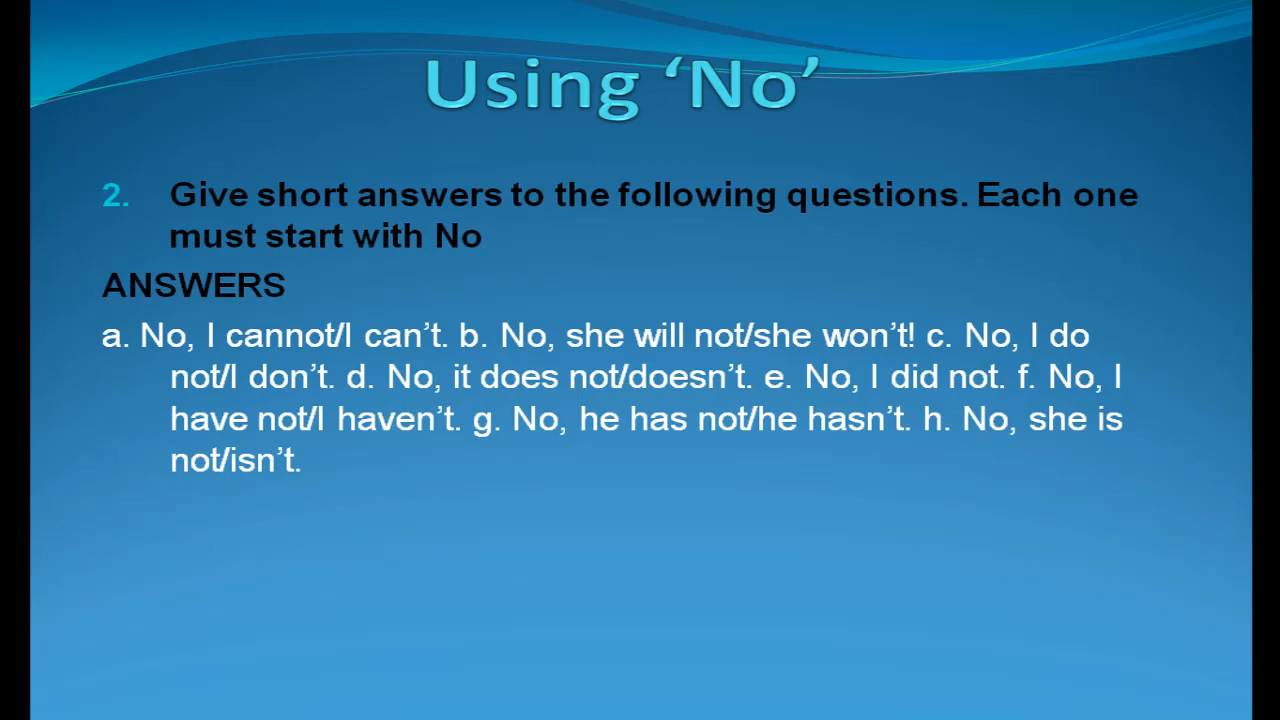 Using ‘No’
2. Give short answers to the following questions. Each one
must start with No
ANSWERS
a. No, I cannot/I can’t. b. No, she will not/she won’t! c. No, I do
not/I don’t. d. No, it does not/doesn’t. e. No, I did not. f. No, I
have not/I haven’t. g. No, he has not/he hasn’t. h. No, she is
not/isn’t.